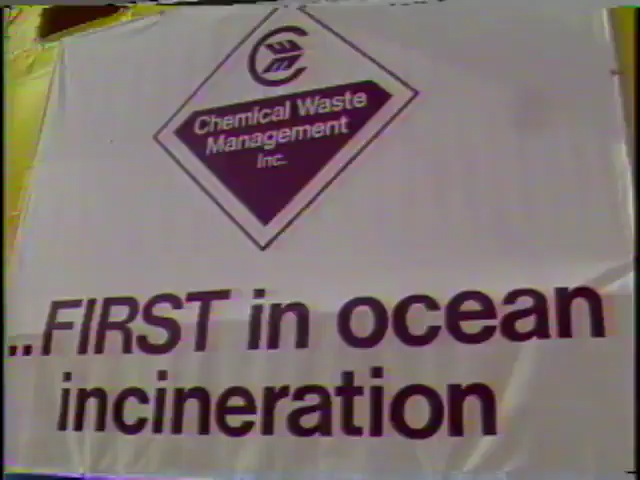 Chemical Waste
Management
Inc.
..FIRST in ocean
incineration